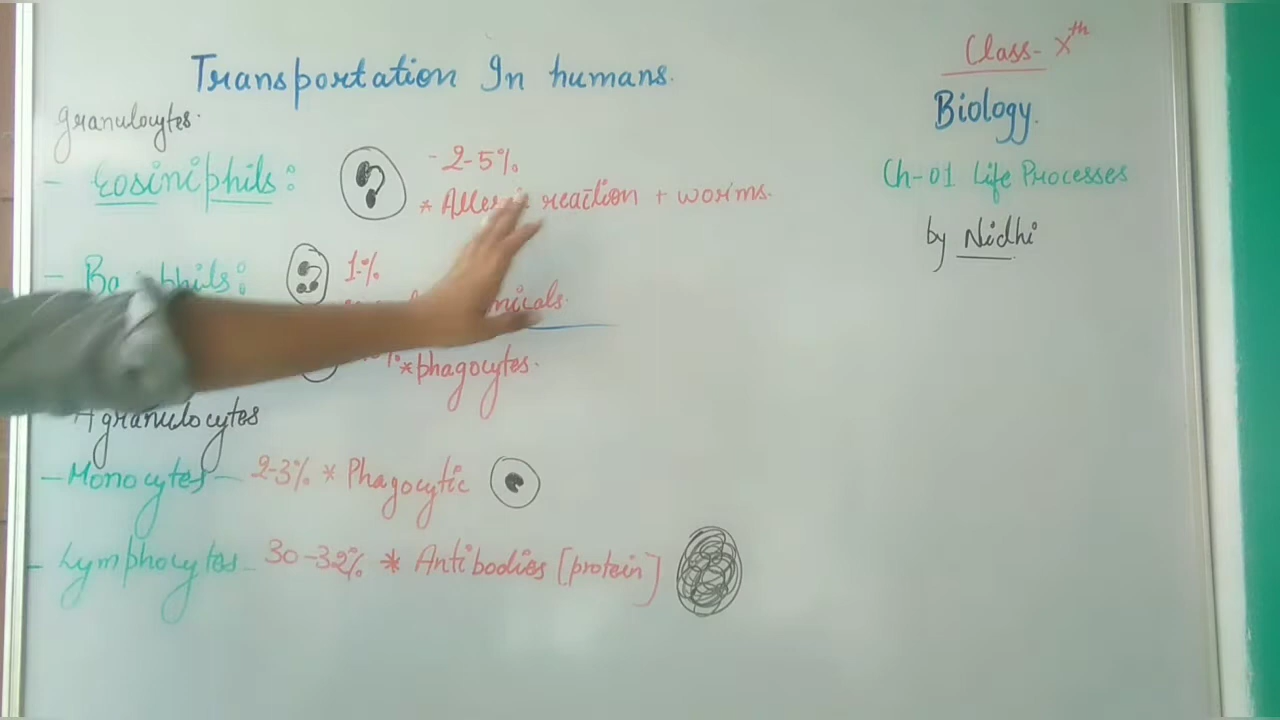 Transportation In humans.
Granulocytes.
- Eosiniphils:
- 2-5%
* reaction + worms.
1%
*phagocytes.
Agranulocytes
- Monocytes - 2-3% * Phagocytic
- Lymphocytes - 30-32% * Antibodies [protein]
Class- Xth
Biology.
Ch-01 Life Processes
by Nidhi